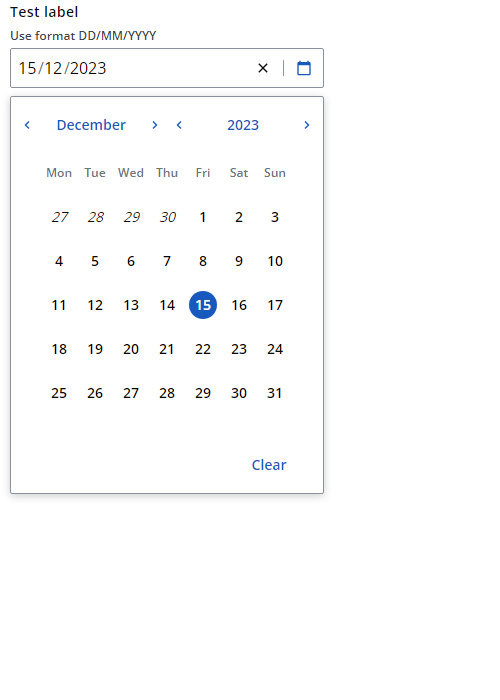 Test label
Use format DD/MM/YYYY
15/12/2023
December 2023
Mon Tue Wed Thu Fri Sat Sun
27 28 29 30 1 2 3
4 5 6 7 8 9 10
11 12 13 14 15 16 17
18 19 20 21 22 23 24
25 26 27 28 29 30 31
Clear